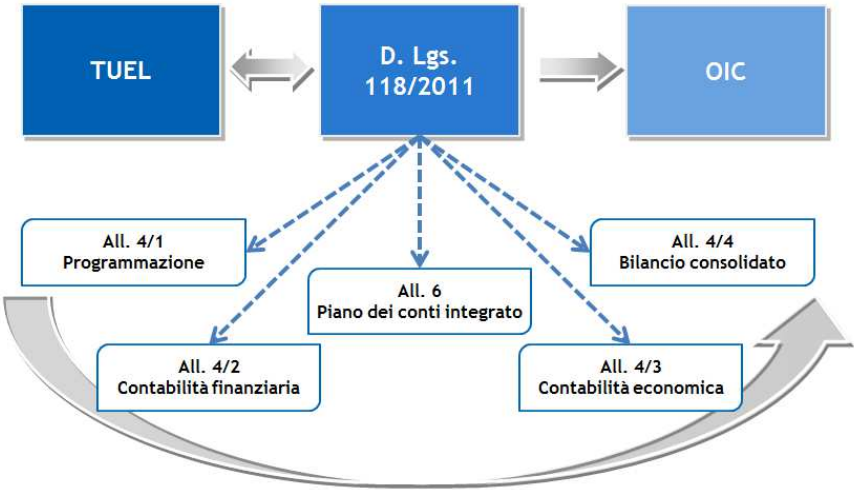 TUEL
D. Lgs.
118/2011
OIC
All. 4/1
Programmazione
All. 4/4
Bilancio consolidato
All. 6
Piano dei conti integrato
All. 4/2
Contabilità finanziaria
All. 4/3
Contabilità economica